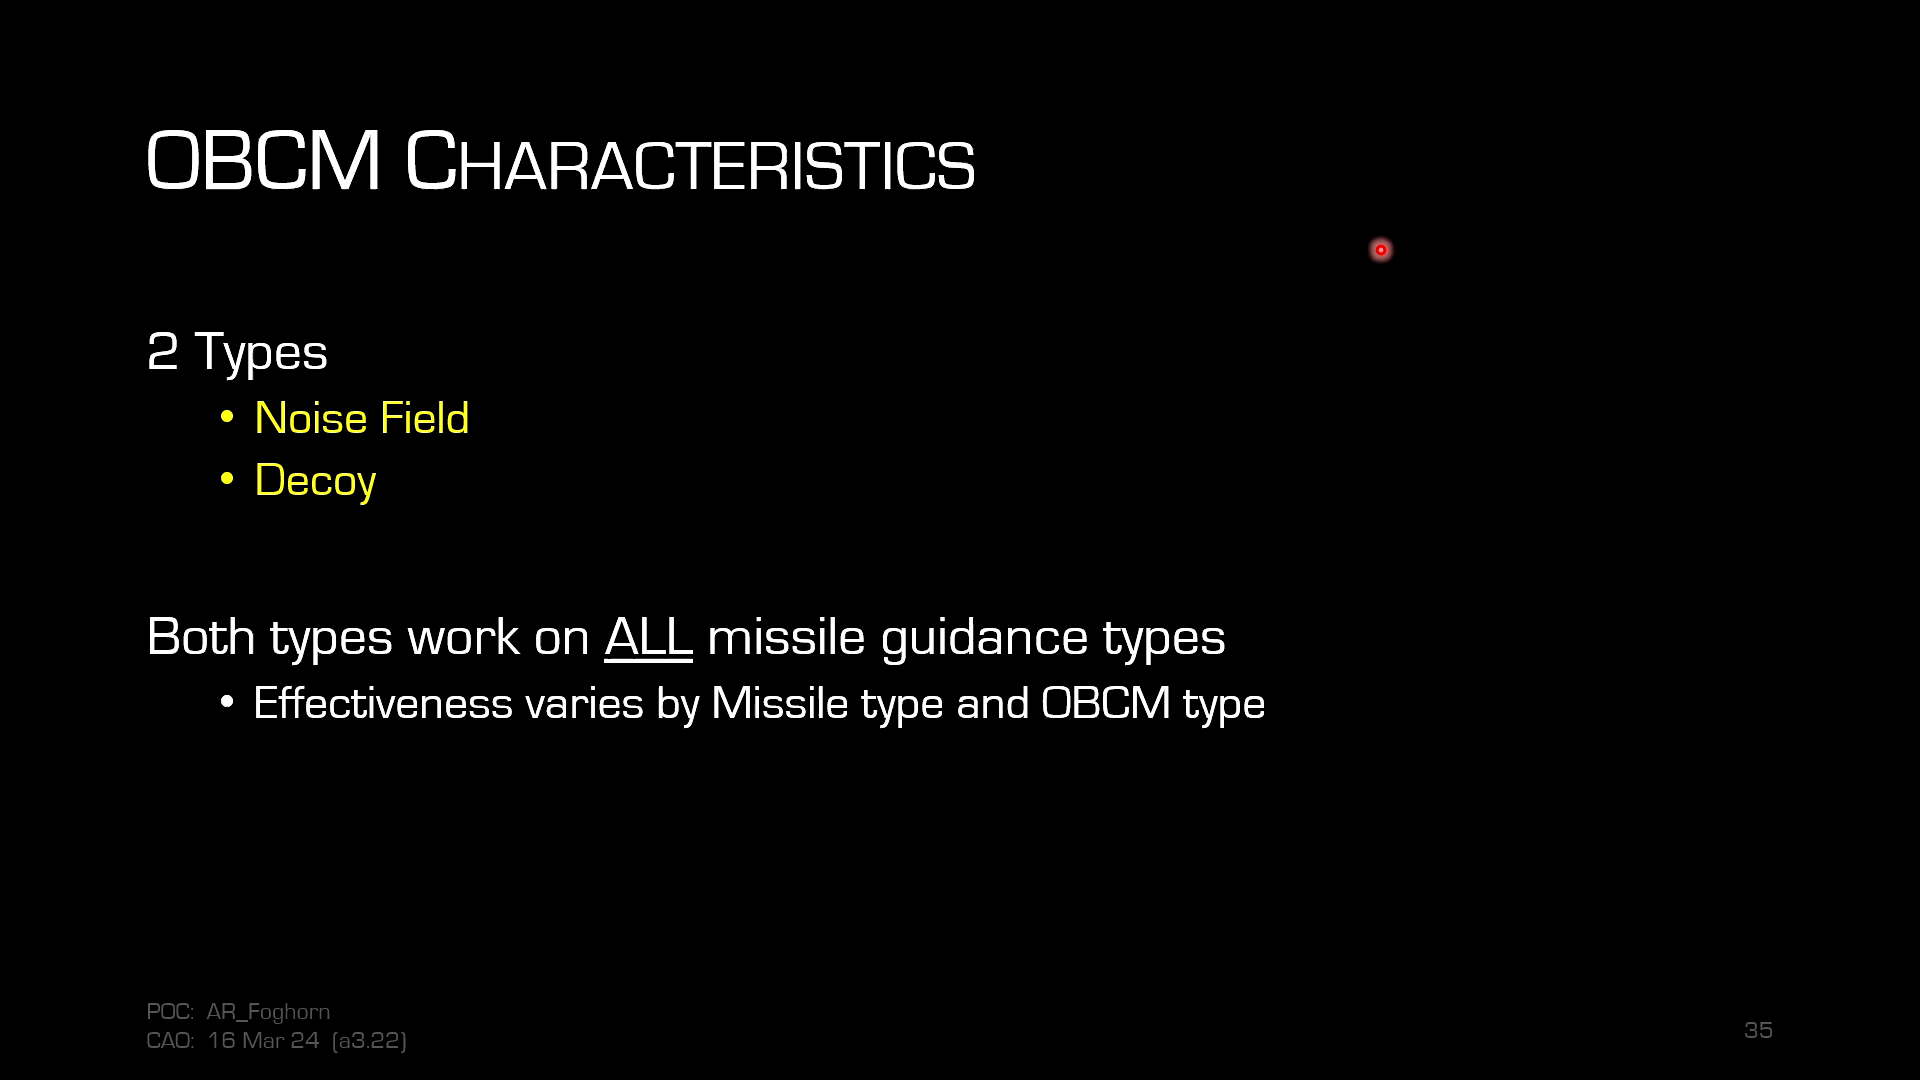 OBCM CHARACTERISTICS
2 Types
• Noise Field
• Decoy
Both types work on ALL missile guidance types
• Effectiveness varies by Missile type and OBCM type
POC: AR_Foghorn
CAO: 16 Mar 24 (a3.22)
35